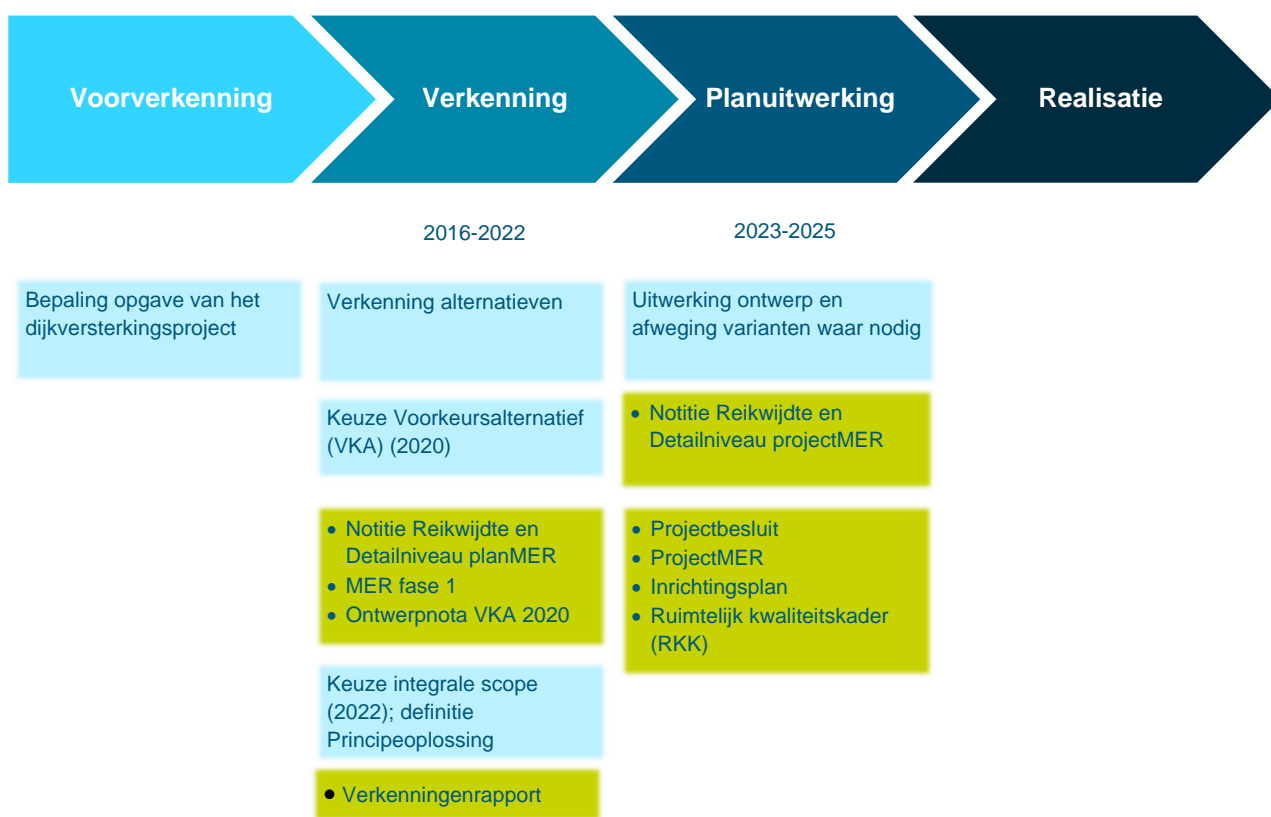 Voorverkenning
Verkenning
Planuitwerking
Realisatie
2016-2022
2023-2025
Bepaling opgave van het
dijkversterkingsproject
Verkenning alternatieven
Keuze Voorkeursalternatief
(VKA) (2020)
• Notitie Reikwijdte en
Detailniveau planMER
• MER fase 1
• Ontwerpnota VKA 2020
Keuze integrale scope
(2022); definitie
Principeoplossing
• Verkenningenrapport
Uitwerking ontwerp en
afweging varianten waar nodig
• Notitie Reikwijdte en
Detailniveau projectMER
• Projectbesluit
• ProjectMER
• Inrichtingsplan
• Ruimtelijk kwaliteitskader
(RKK)